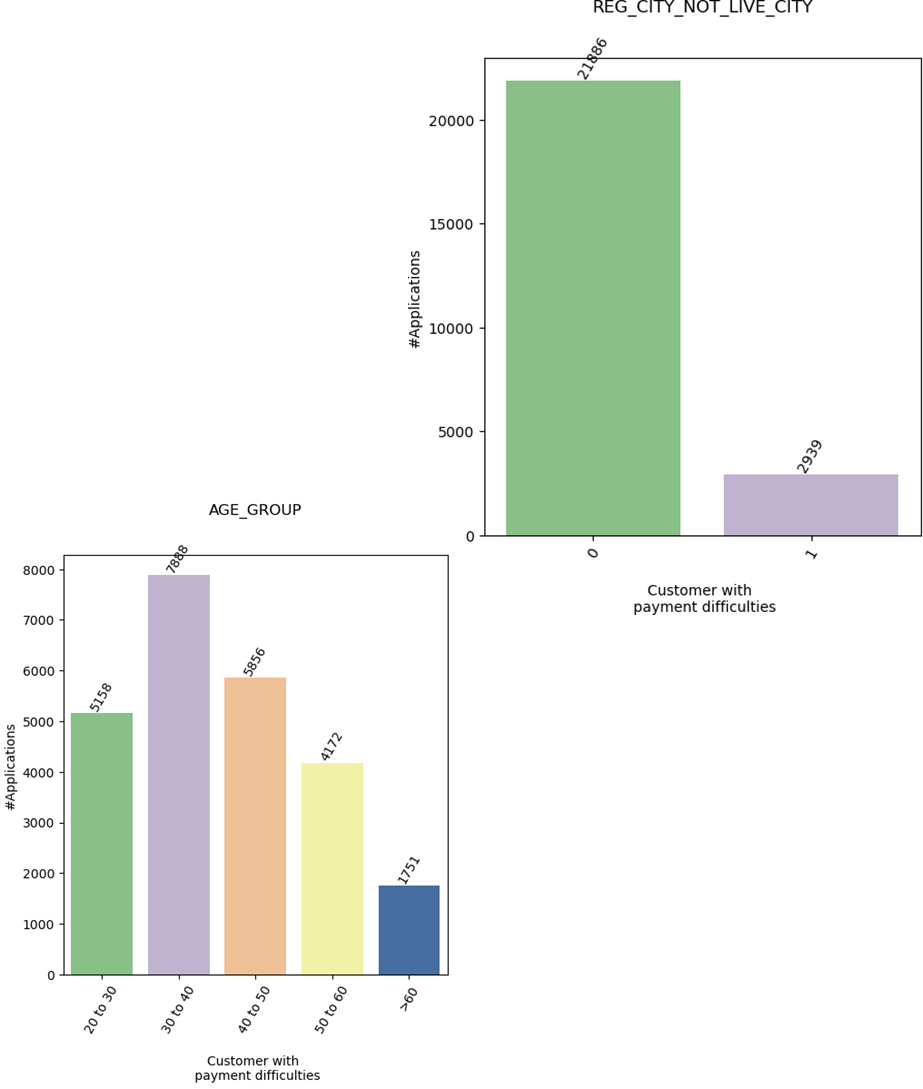 REG_CITY_NOT_LIVE_CITY
21886
2939
20000
15000
10000
5000
0
#Applications
0
1
Customer with
payment difficulties
AGE_GROUP
7888
5856
5158
4172
1751
8000
7000
6000
5000
4000
3000
2000
1000
0
#Applications
20 to 30
30 to 40
40 to 50
50 to 60
>60
Customer with
payment difficulties